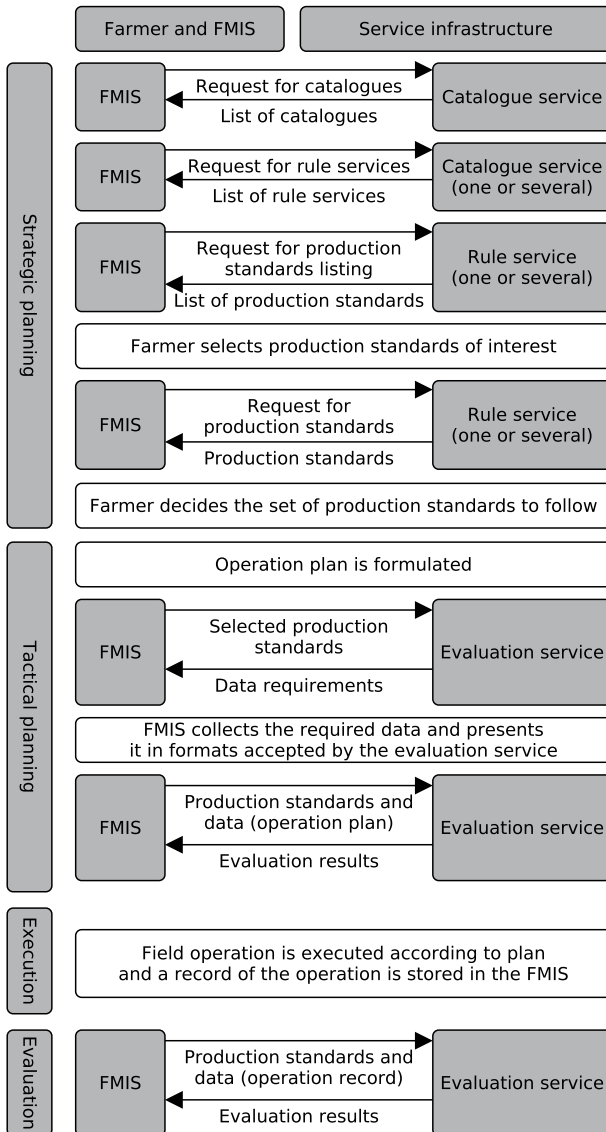 Farmer and FMIS
Service infrastructure
Strategic planning
FMIS
Request for catalogues
List of catalogues
Catalogue service
FMIS
Request for rule services
List of rule services
Catalogue service
(one or several)
FMIS
Request for production
standards listing
List of production standards
Rule service
(one or several)
Farmer selects production standards of interest
FMIS
Request for
production standards
Production standards
Rule service
(one or several)
Farmer decides the set of production standards to follow
Tactical planning
Operation plan is formulated
FMIS
Selected production
standards
Data requirements
Evaluation service
FMIS collects the required data and presents
it in formats accepted by the evaluation service
FMIS
Production standards and
data (operation plan)
Evaluation results
Evaluation service
Execution
Field operation is executed according to plan
and a record of the operation is stored in the FMIS
Evaluation
FMIS
Production standards and
data (operation record)
Evaluation results
Evaluation service